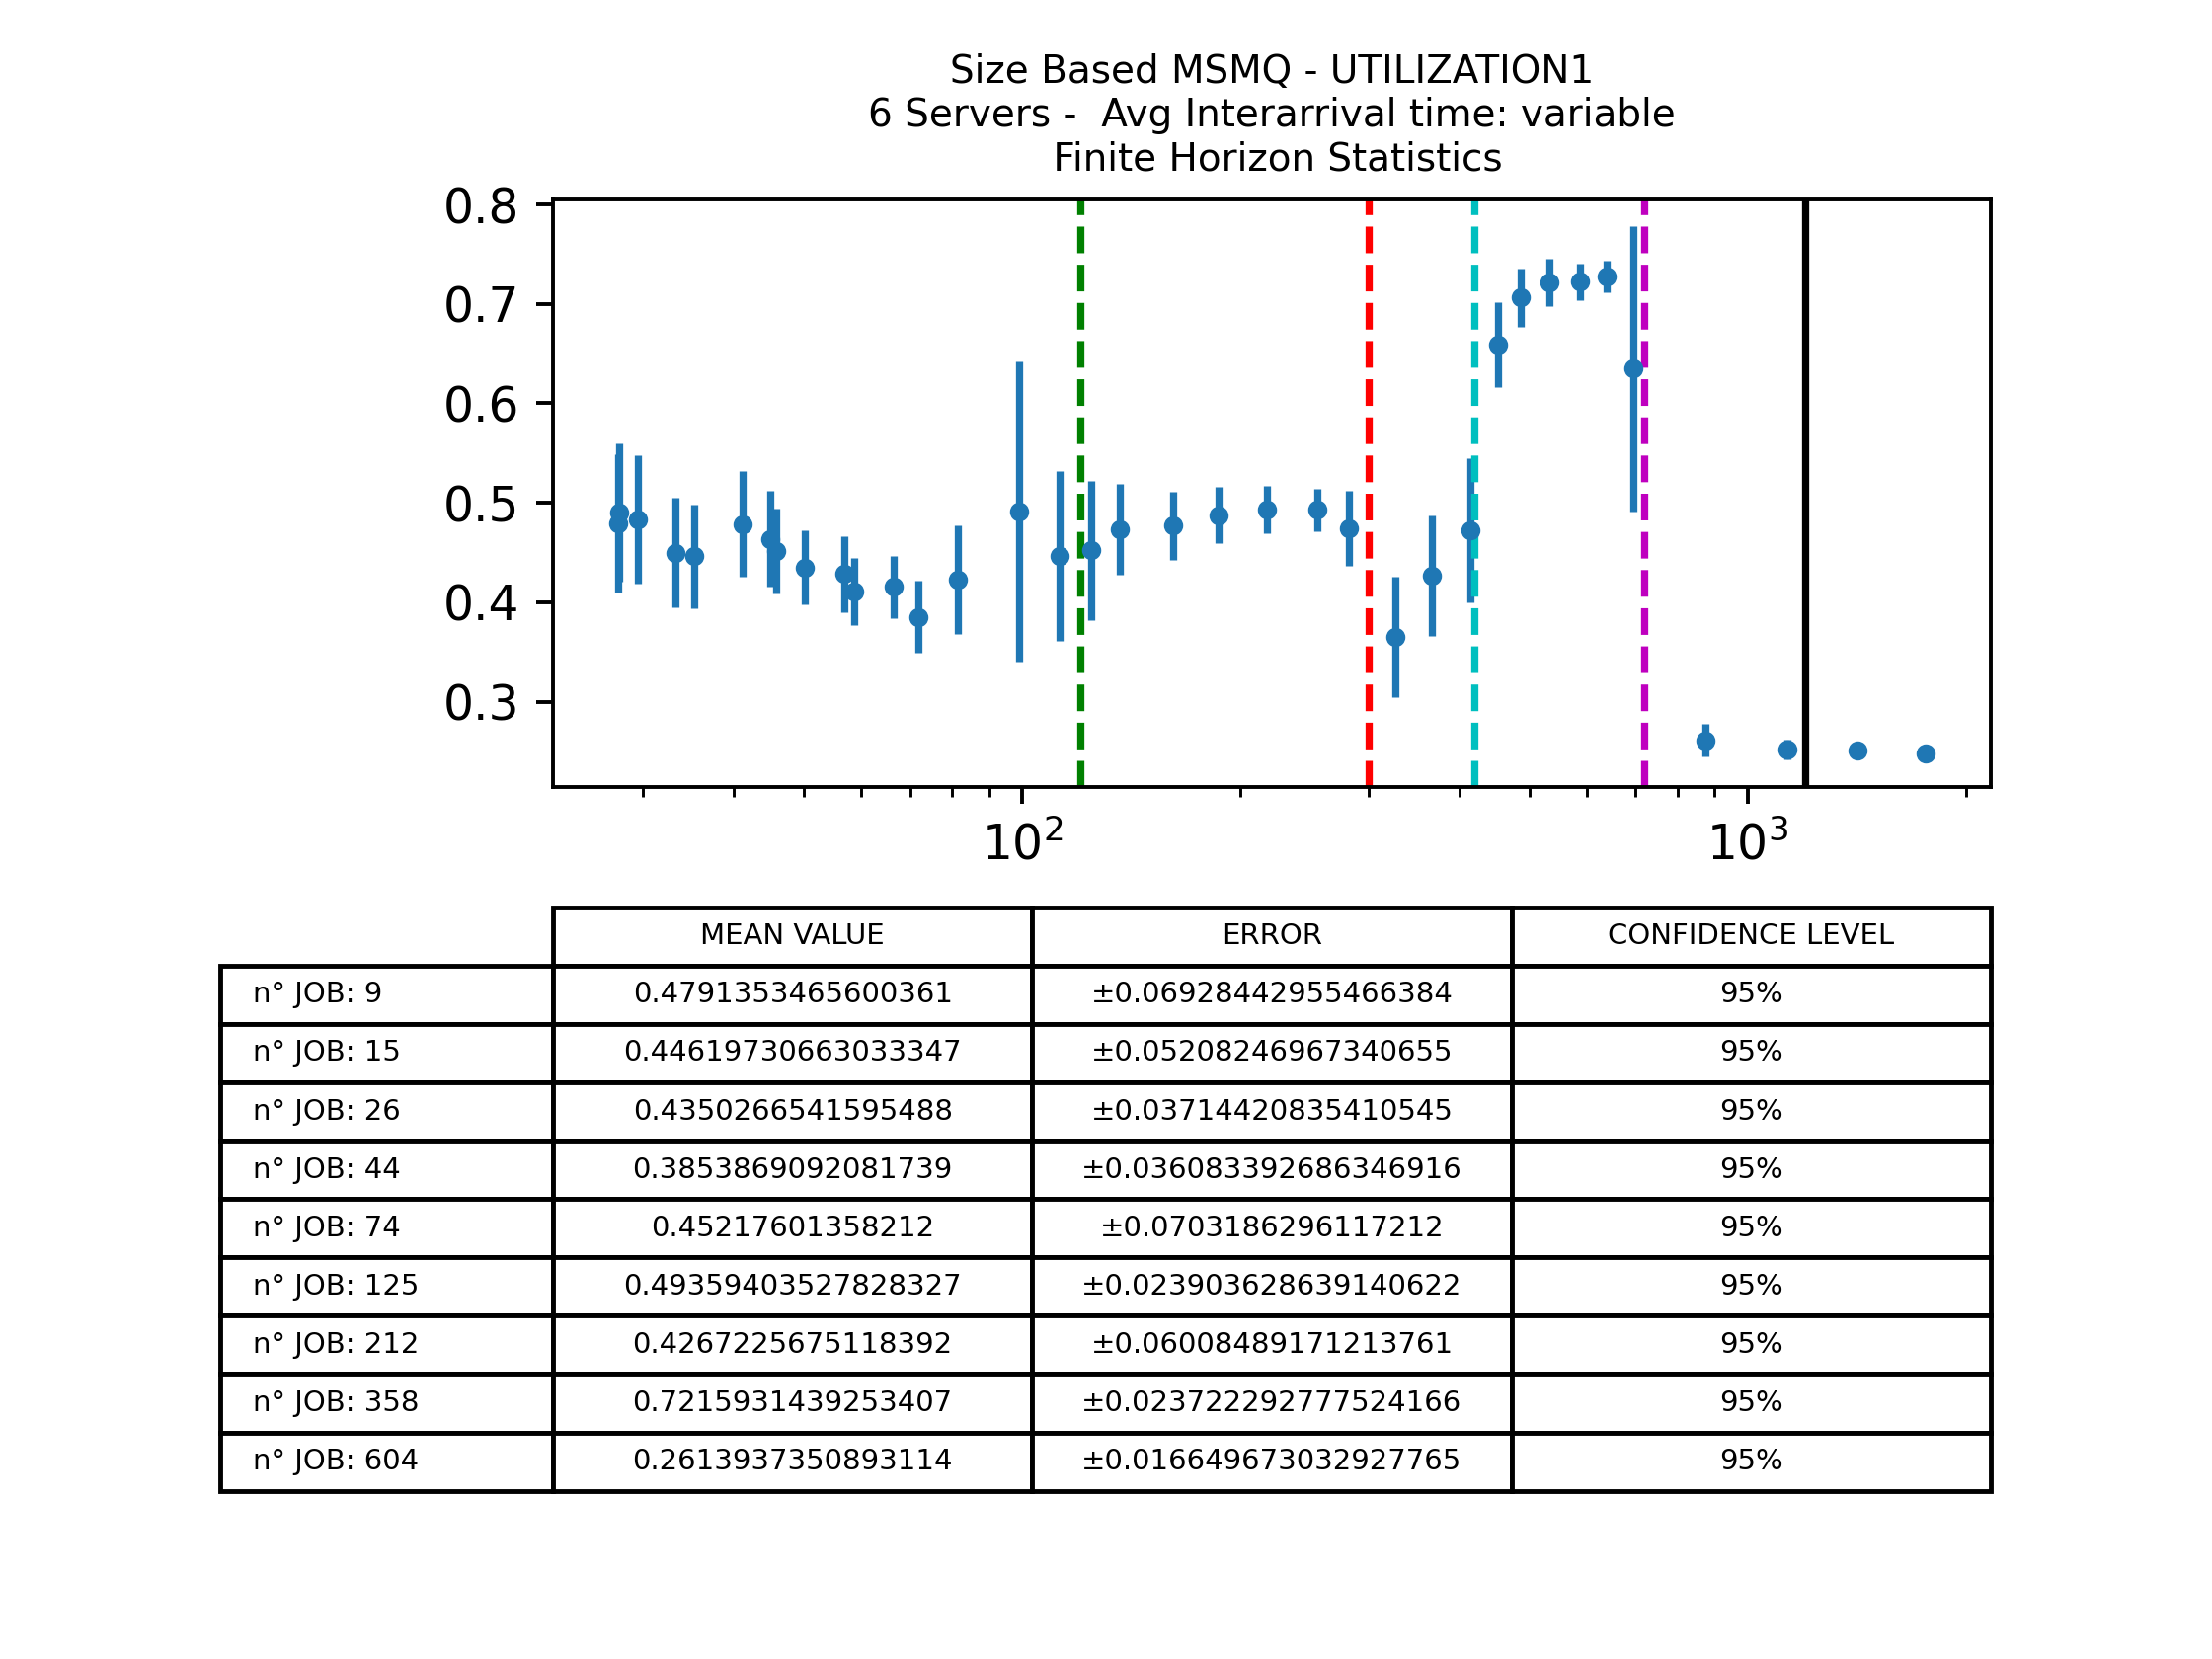 Size Based MSMQ - UTILIZATION1
6 Servers -  Avg Interarrival time: variable
Finite Horizon Statistics
0.8
0.7
0.6
0.5
0.4
0.3
10²
10³
MEAN VALUE ERROR CONFIDENCE LEVEL
n° JOB: 9 0.4791353465600361 ±0.06928442955466384 95%
n° JOB: 15 0.44619730663033347 ±0.05208246967340655 95%
n° JOB: 26 0.4350266541595488 ±0.03714420835410545 95%
n° JOB: 44 0.3853869092081739 ±0.036083392686346916 95%
n° JOB: 74 0.45217601358212 ±0.0703186296117212 95%
n° JOB: 125 0.49359403527828327 ±0.023903628639140622 95%
n° JOB: 212 0.4267225675118392 ±0.06008489171213761 95%
n° JOB: 358 0.7215931439253407 ±0.023722292777524166 95%
n° JOB: 604 0.2613937350893114 ±0.016649673032927765 95%